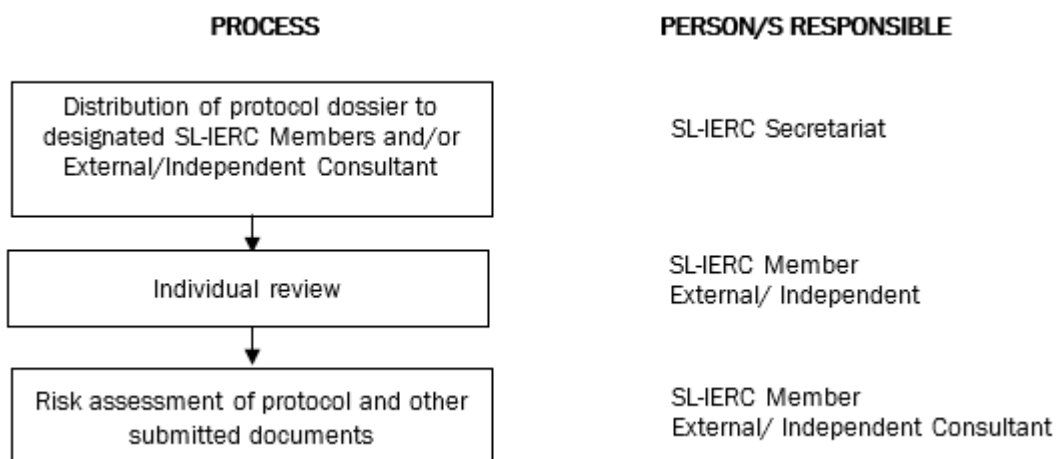 PROCESS
PERSON/S RESPONSIBLE
Distribution of protocol dossier to
designated SL-IERC Members and/or
External/Independent Consultant
SL-IERC Secretariat
Individual review
SL-IERC Member
External/ Independent
Risk assessment of protocol and other
submitted documents
SL-IERC Member
External/ Independent Consultant